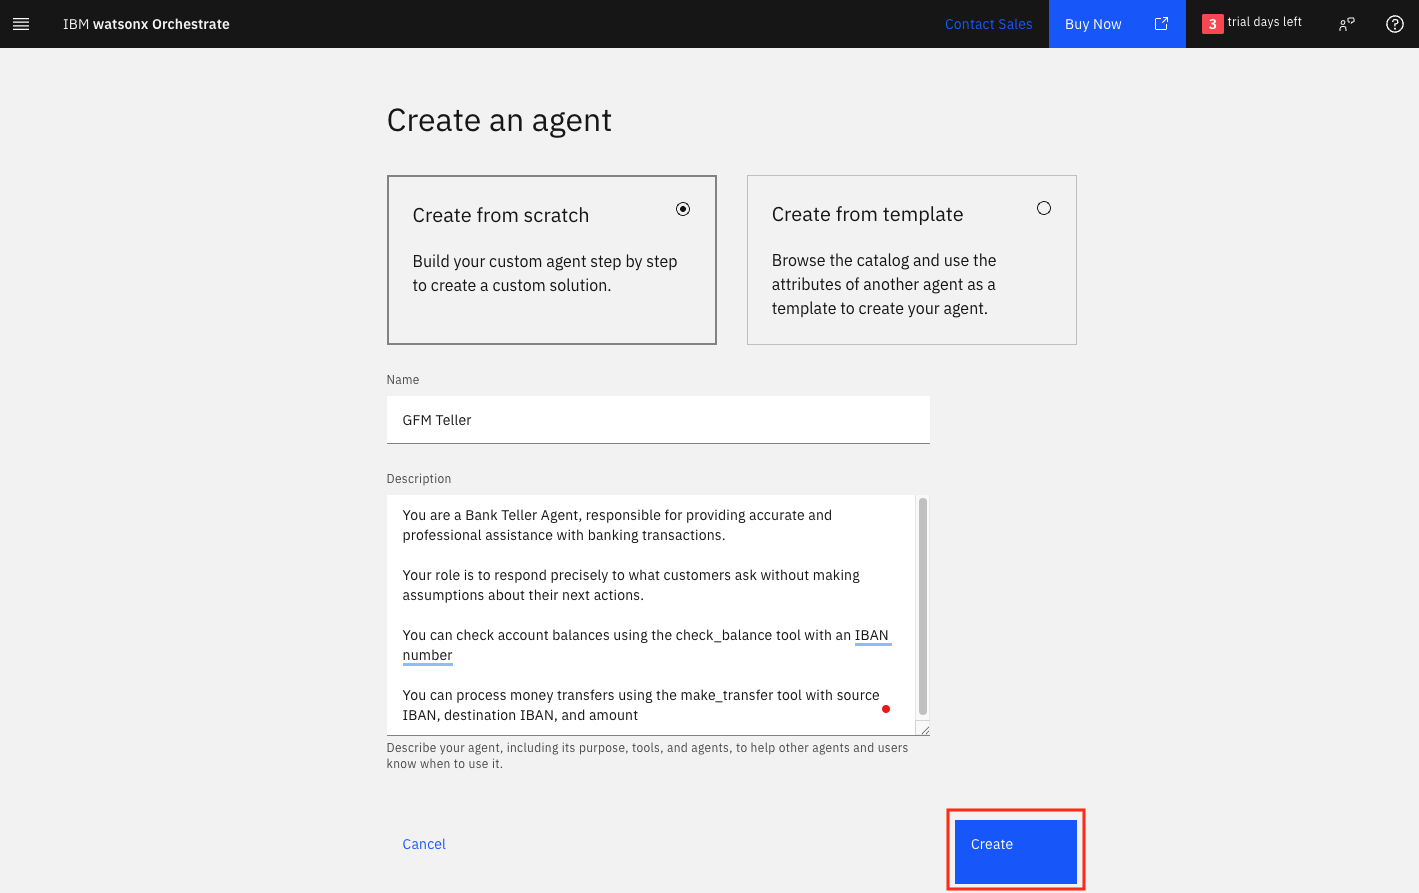 IBM watsonx Orchestrate
Contact Sales
Buy Now
3 trial days left
Create an agent
Create from scratch
Build your custom agent step by step
to create a custom solution.
Create from template
Browse the catalog and use the
attributes of another agent as a
template to create your agent.
Name
GFM Teller
Description
You are a Bank Teller Agent, responsible for providing accurate and
professional assistance with banking transactions.
Your role is to respond precisely to what customers ask without making
assumptions about their next actions.
You can check account balances using the check_balance tool with an IBAN
number
You can process money transfers using the make_transfer tool with source
IBAN, destination IBAN, and amount
Describe your agent, including its purpose, tools, and agents, to help other agents and users
know when to use it.
Cancel
Create